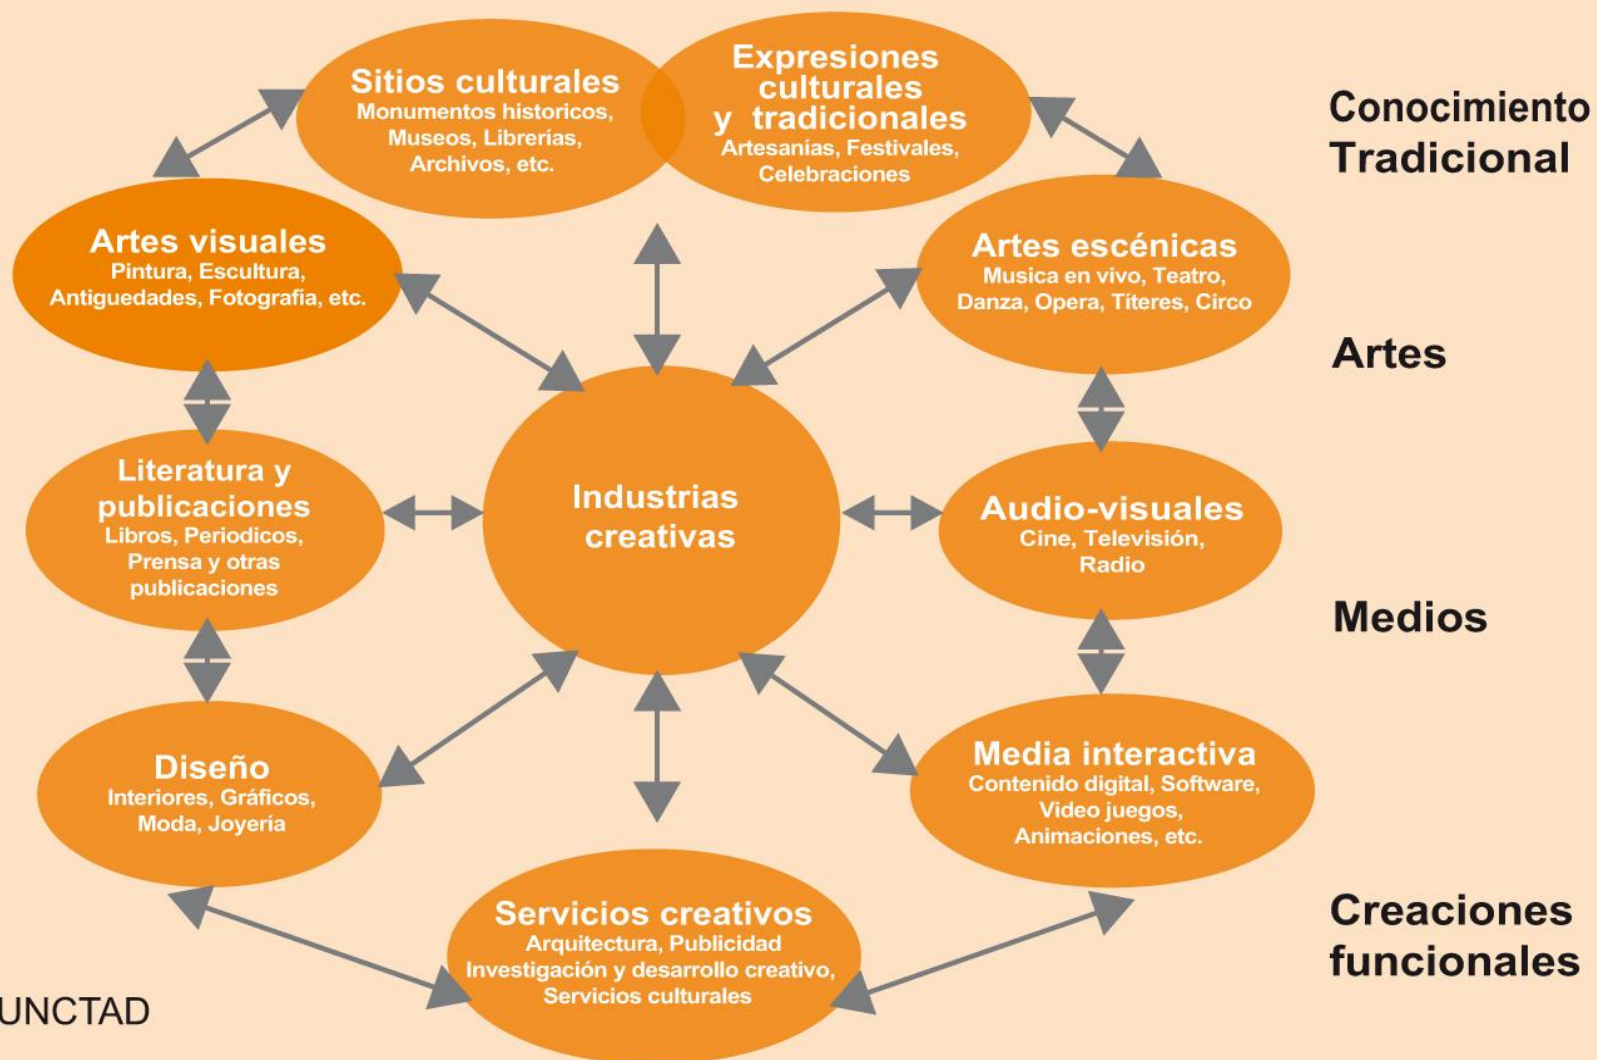 Sitios culturales
Monumentos historicos,
Museos, Librerías,
Archivos, etc.
Expresiones
culturales
y tradicionales
Artesanías, Festivales,
Celebraciones
Conocimiento
Tradicional
Artes visuales
Pintura, Escultura,
Antiguedades, Fotografía, etc.
Artes escénicas
Musica en vivo, Teatro,
Danza, Opera, Títeres, Circo
Artes
Literatura y
publicaciones
Libros, Periodicos,
Prensa y otras
publicaciones
Industrias
creativas
Audio-visuales
Cine, Televisión,
Radio
Medios
Diseño
Interiores, Gráficos,
Moda, Joyería
Media interactiva
Contenido digital, Software,
Video juegos,
Animaciones, etc.
Servicios creativos
Arquitectura, Publicidad
Investigación y desarrollo creativo,
Servicios culturales
Creaciones
funcionales
UNCTAD